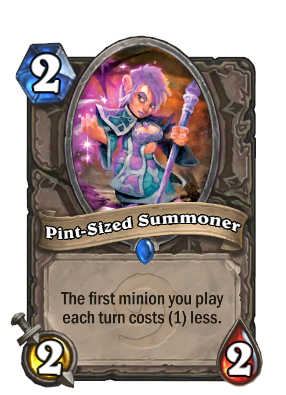 2
Pint-Sized Summoner
The first minion you play
each turn costs (1) less.
2
2